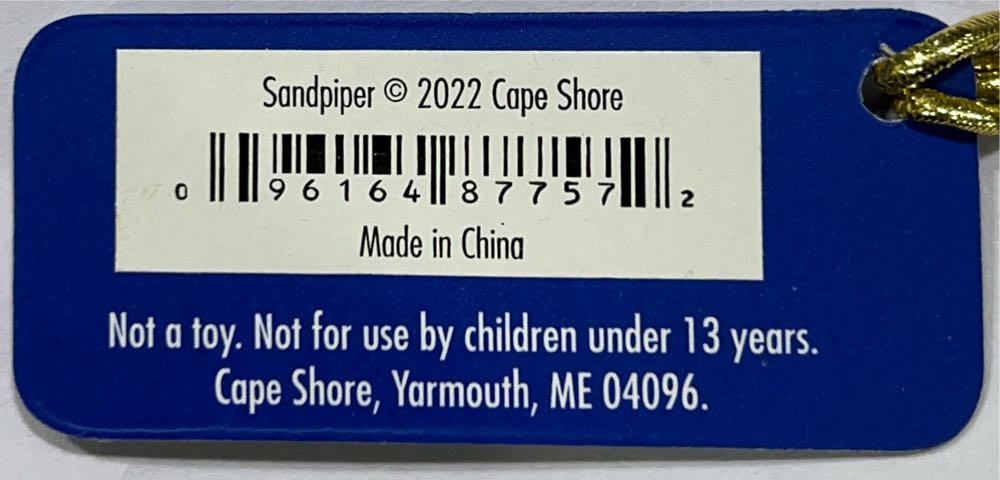 Sandpiper © 2022 Cape Shore
0 96164 87757 2
Made in China
Not a toy. Not for use by children under 13 years.
Cape Shore, Yarmouth, ME 04096.